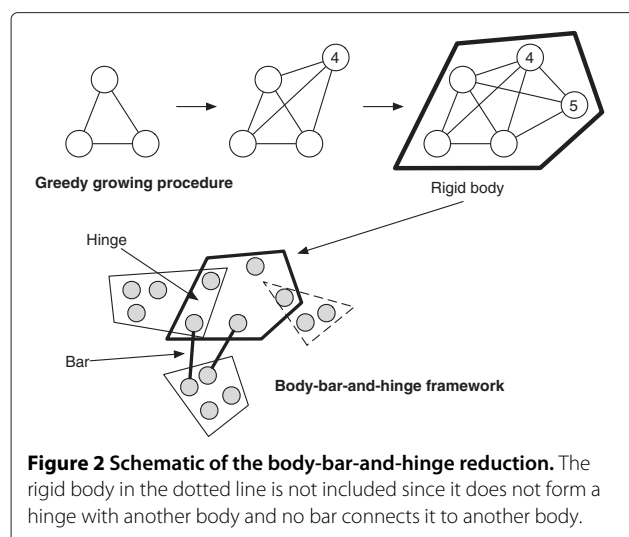 4
4
5
Greedy growing procedure
Rigid body
Hinge
Bar
Body-bar-and-hinge framework
Figure 2 Schematic of the body-bar-and-hinge reduction. The
rigid body in the dotted line is not included since it does not form a
hinge with another body and no bar connects it to another body.